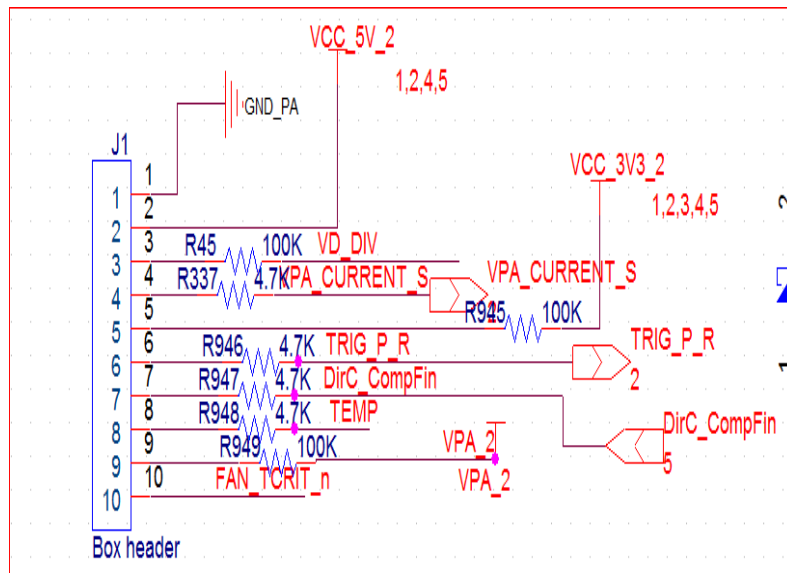 VCC_5V_2
1,2,4,5
GND_PA
J1
VCC_3V3_2
1,2,3,4,5
1 1
2 2
3 3 R45 100K VD_DIV
4 4 R337 4.7K VPA_CURRENT_S VPA_CURRENT_S
5 5 R945 100K
6 6 R946 4.7K TRIG_P_R TRIG_P_R 2
7 7 R947 4.7K DirC_CompFin DirC_CompFin 5
8 8 R948 4.7K TEMP
9 9 R949 100K VPA_2 VPA_2
10 10 FAN_TCRIT_n
Box header
2
1